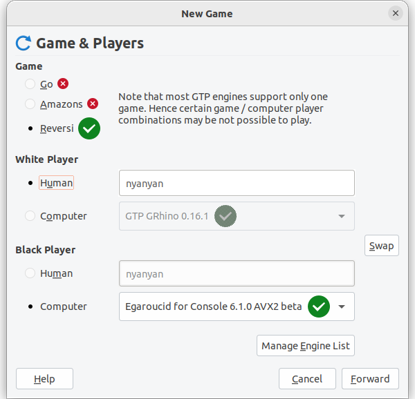 New Game
Game & Players
Game
Go
Amazons
Reversi
Note that most GTP engines support only one
game. Hence certain game / computer player
combinations may be not possible to play.
White Player
Human
nyanyan
Computer
GTP GRhino 0.16.1
Swap
Black Player
Human
nyanyan
Computer
Egaroucid for Console 6.1.0 AVX2 beta
Manage Engine List
Help
Cancel
Forward